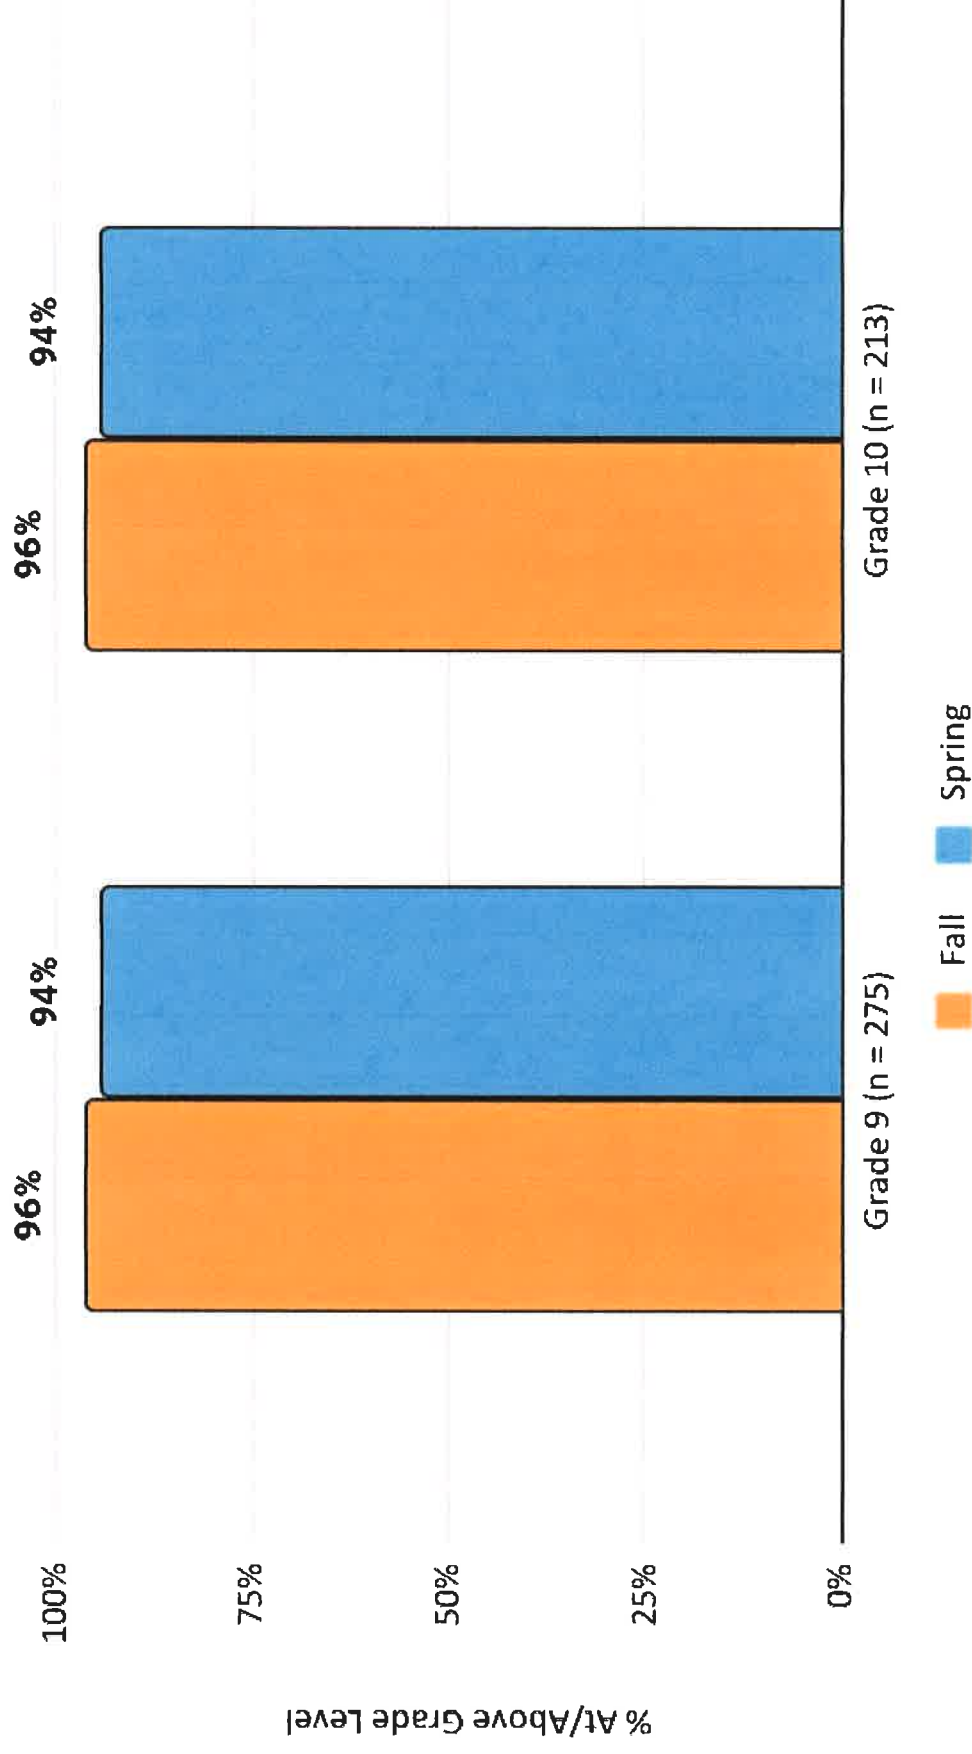 96%
94%
96%
94%
100%
75%
50%
25%
0%
% At/Above Grade Level
Grade 9 (n = 275)
Grade 10 (n = 213)
Fall
Spring